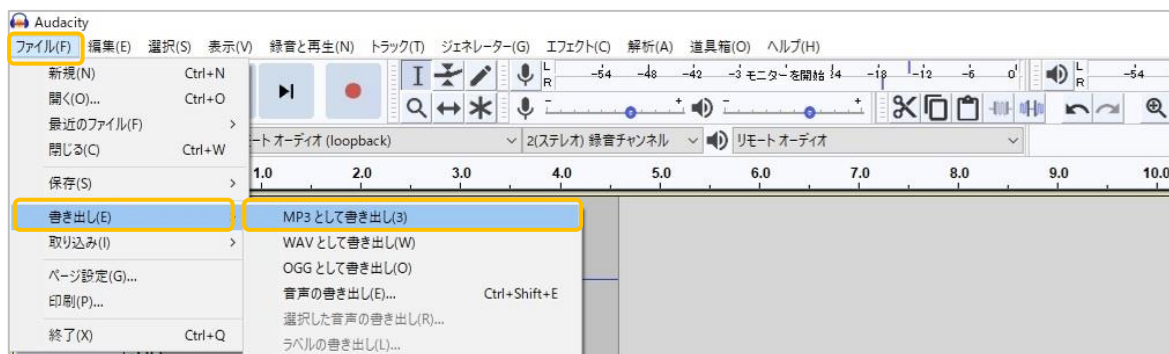 Audacity
ファイル(F) 編集(E) 選択(S) 表示(V) 録音と再生(N) トラック(T) ジェネレーター(G) エフェクト(C) 解析(A) 道具箱(O) ヘルプ(H)
新規(N) Ctrl+N
開く(O)... Ctrl+O
最近のファイル(F) >
閉じる(C) Ctrl+W
保存(S) >
書き出し(E)
取り込み(I) >
ページ設定(G)...
印刷(P)...
終了(X) Ctrl+Q
MP3 として書き出し(3)
WAV として書き出し(W)
OGG として書き出し(O)
音声の書き出し(E)... Ctrl+Shift+E
選択した音声の書き出し(R)...
ラベルの書き出し(L)...
L R -54 -48 -42 -3 モニターを開始 !4 -18 -12 -6 0 L R -54
ート オーディオ (loopback) 2(ステレオ) 録音チャンネル リモート オーディオ
1.0 2.0 3.0 4.0 5.0 6.0 7.0 8.0 9.0 10.0